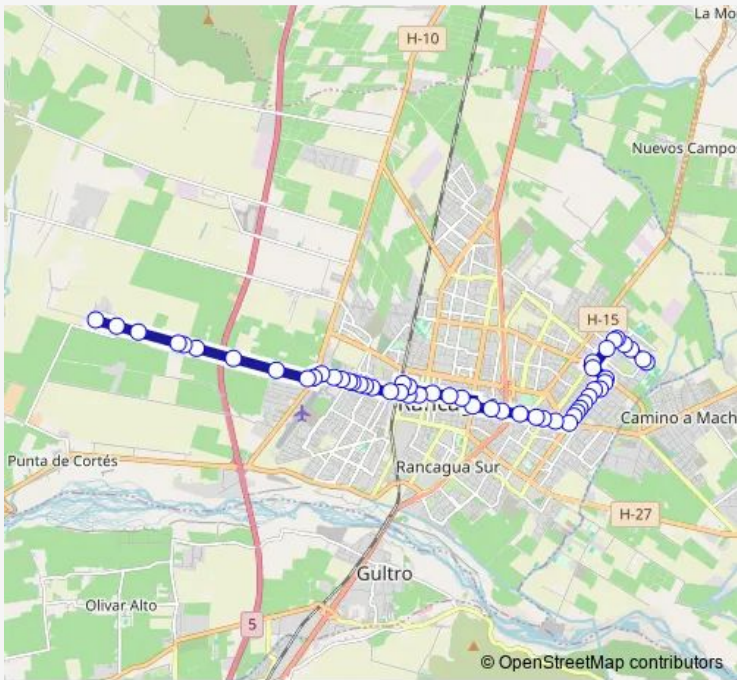 La Mo
H-10
Nuevos Campos
H-15
Camino a Mach
Punta de Cortés
Rancagua Sur
H-27
Gultro
Olivar Alto
5
© OpenStreetMap contributors